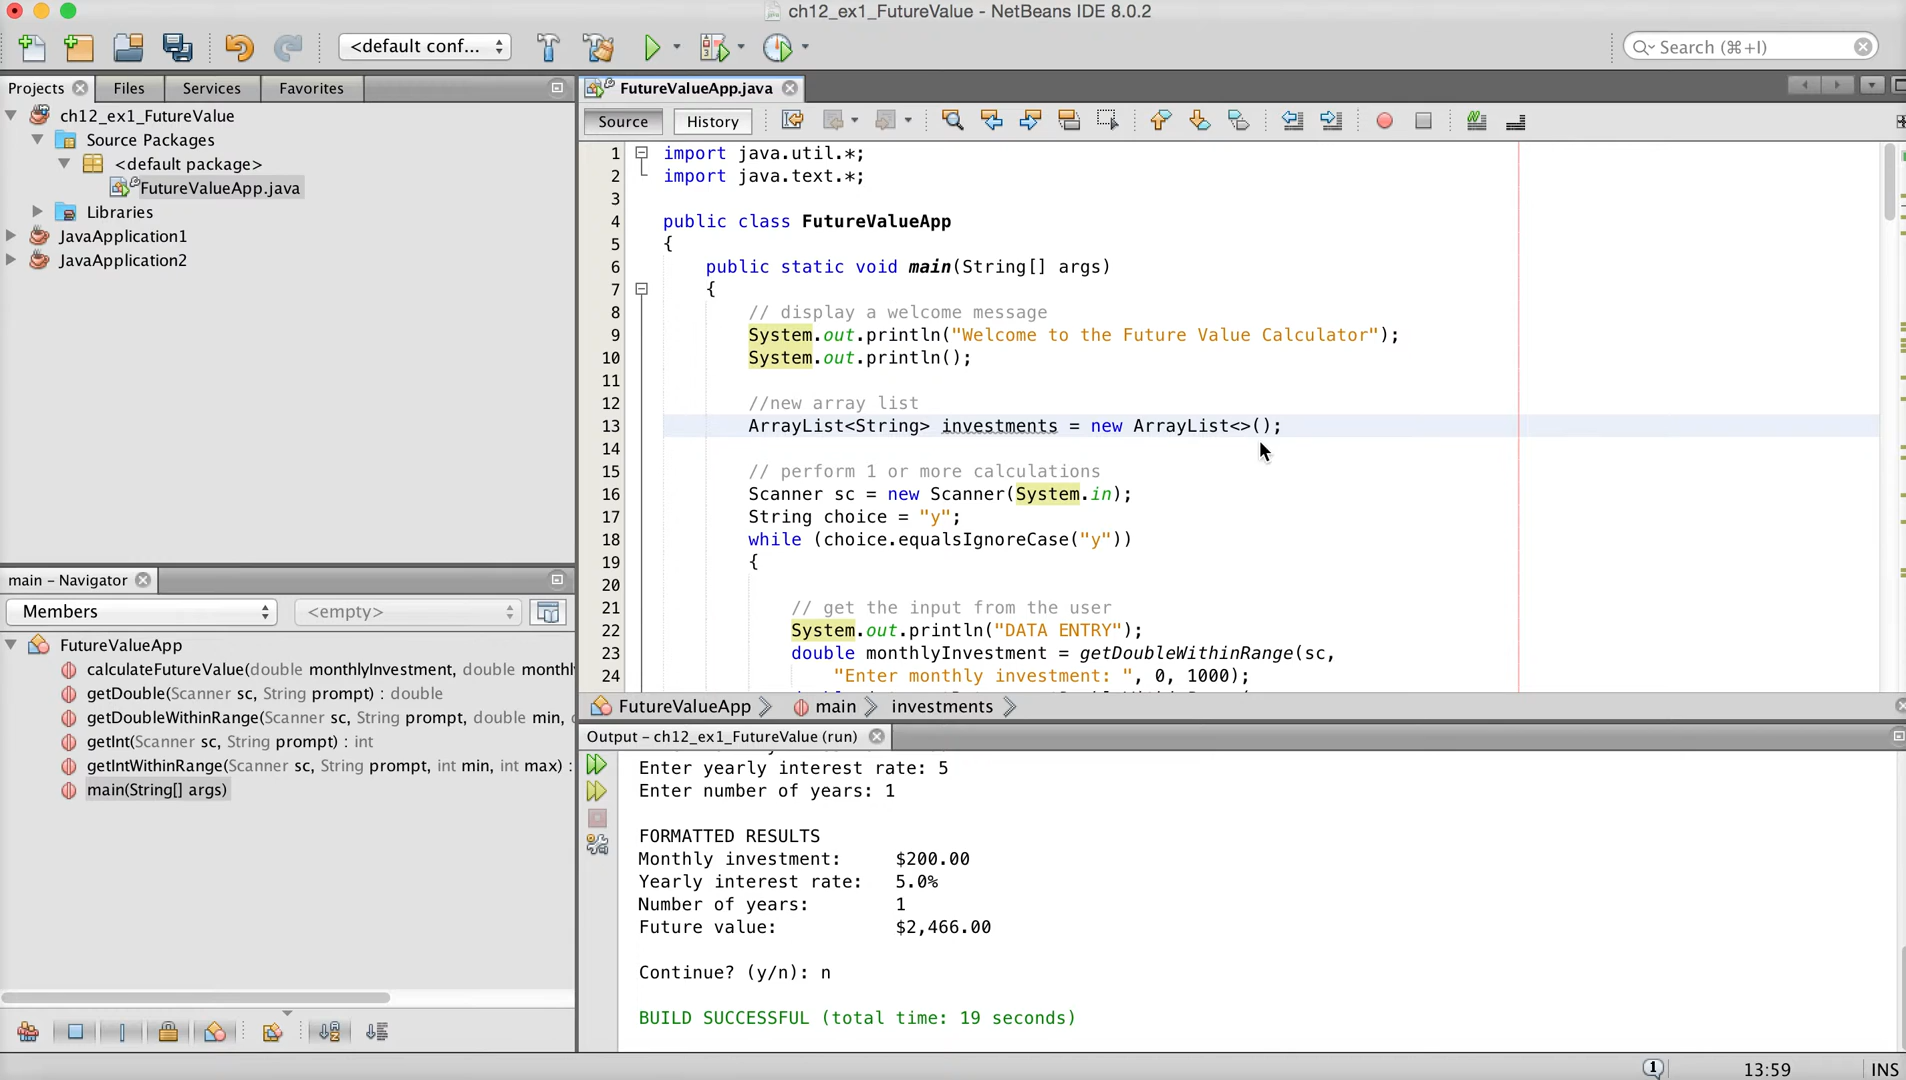 ch12_ex1_FutureValue - NetBeans IDE 8.0.2
<default conf...
Search (⌘+I)
Projects
Files
Services
Favorites
ch12_ex1_FutureValue
Source Packages
<default package>
FutureValueApp.java
Libraries
JavaApplication1
JavaApplication2
main – Navigator
Members
<empty>
FutureValueApp
calculateFutureValue(double monthlyInvestment, double monthly
getDouble(Scanner sc, String prompt) : double
getDoubleWithinRange(Scanner sc, String prompt, double min,
getInt(Scanner sc, String prompt) : int
getIntWithinRange(Scanner sc, String prompt, int min, int max) :
main(String[] args)
FutureValueApp.java
Source
History
1 import java.util.*;
2 import java.text.*;
3
4 public class FutureValueApp
5 {
6 public static void main(String[] args)
7 {
8 // display a welcome message
9 System.out.println("Welcome to the Future Value Calculator");
10 System.out.println();
11
12 //new array list
13 ArrayList<String> investments = new ArrayList<>();
14
15 // perform 1 or more calculations
16 Scanner sc = new Scanner(System.in);
17 String choice = "y";
18 while (choice.equalsIgnoreCase("y"))
19 {
20
21 // get the input from the user
22 System.out.println("DATA ENTRY");
23 double monthlyInvestment = getDoubleWithinRange(sc,
24 "Enter monthly investment: ", 0, 1000);
FutureValueApp
main
investments
Output – ch12_ex1_FutureValue (run)
Enter yearly interest rate: 5
Enter number of years: 1
FORMATTED RESULTS
Monthly investment: $200.00
Yearly interest rate: 5.0%
Number of years: 1
Future value: $2,466.00
Continue? (y/n): n
BUILD SUCCESSFUL (total time: 19 seconds)
1
13:59
INS